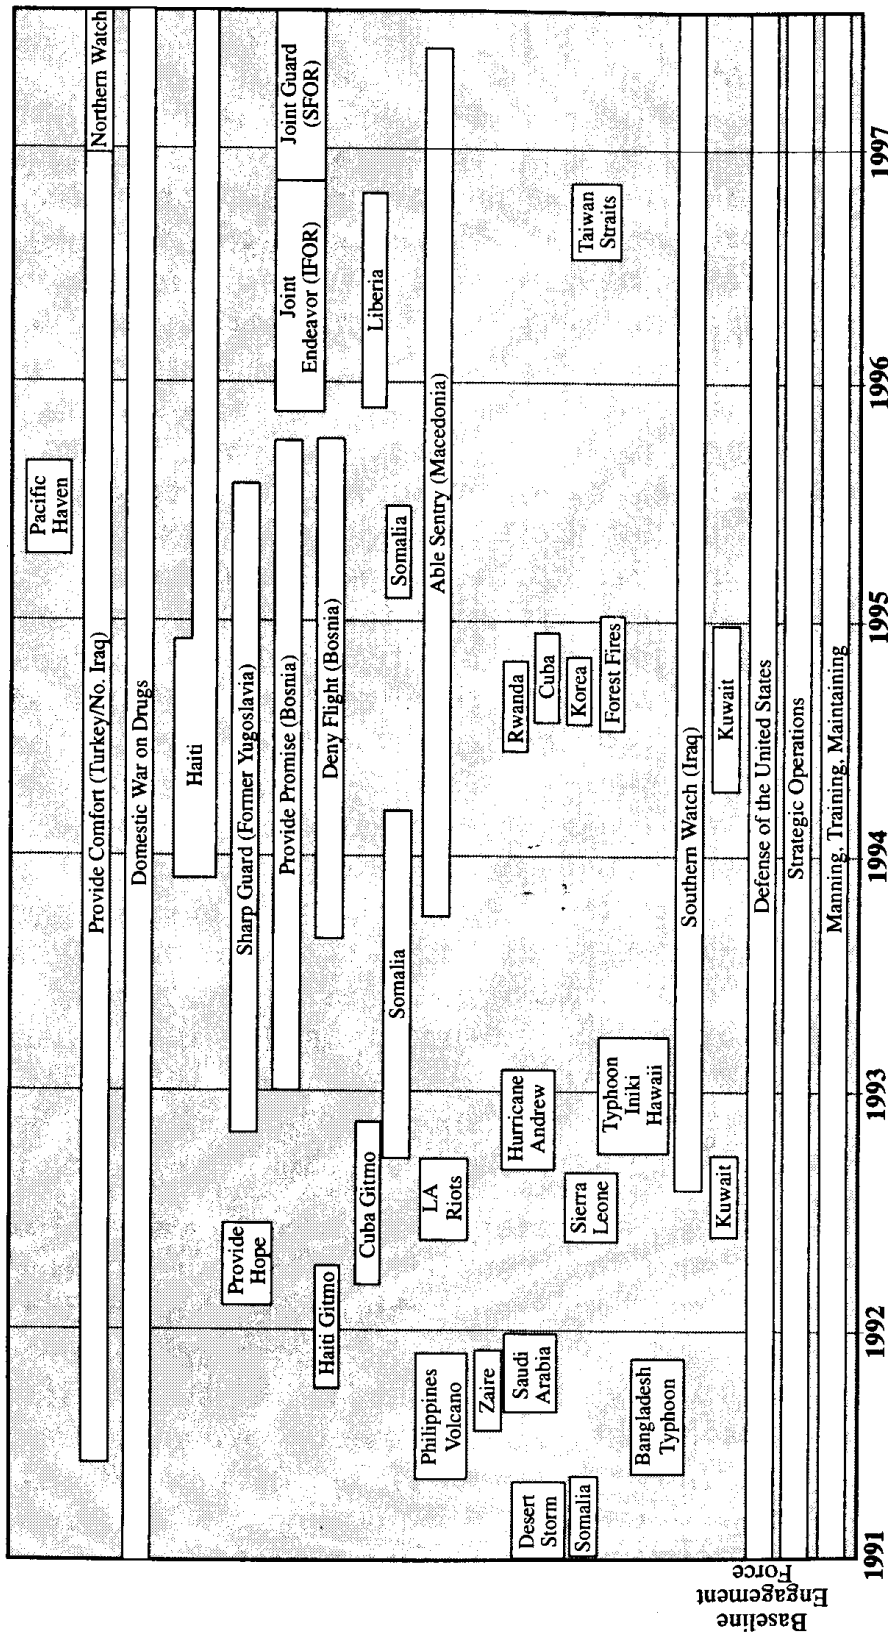 Pacific
Haven
Provide Comfort (Turkey/No. Iraq)
Northern Watch
Domestic War on Drugs
Haiti
Provide
Hope
Sharp Guard (Former Yugoslavia)
Provide Promise (Bosnia)
Joint
Endeavor (IFOR)
Joint Guard
(SFOR)
Haiti Gitmo
Deny Flight (Bosnia)
Cuba Gitmo
Liberia
Somalia
Somalia
Philippines
Volcano
LA
Riots
Able Sentry (Macedonia)
Zaire
Saudi
Arabia
Desert
Storm
Hurricane
Andrew
Rwanda
Cuba
Somalia
Sierra
Leone
Korea
Taiwan
Straits
Typhoon
Iniki
Hawaii
Forest Fires
Bangladesh
Typhoon
Southern Watch (Iraq)
Kuwait
Kuwait
Defense of the United States
Strategic Operations
Manning, Training, Maintaining
Baseline
Engagement
Force
1991
1992
1993
1994
1995
1996
1997